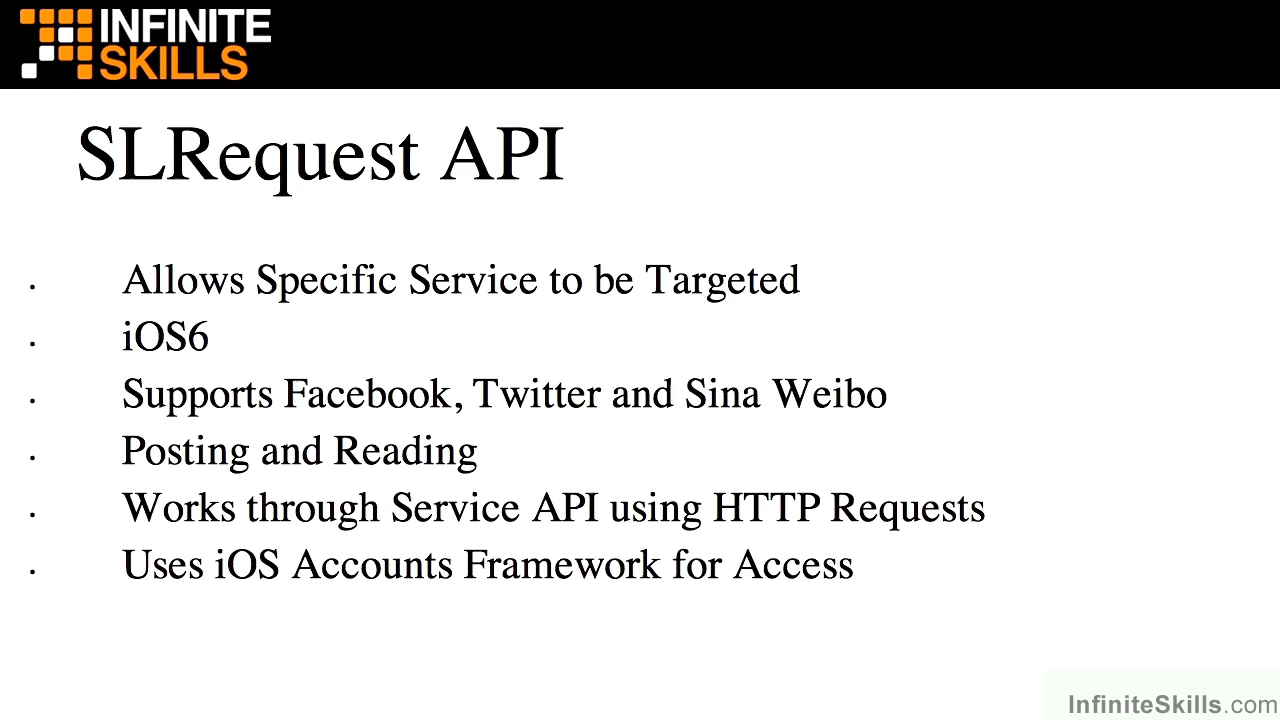 INFINITE
SKILLS
SLRequest API
· Allows Specific Service to be Targeted
· iOS6
· Supports Facebook, Twitter and Sina Weibo
· Posting and Reading
· Works through Service API using HTTP Requests
· Uses iOS Accounts Framework for Access
InfiniteSkills.com